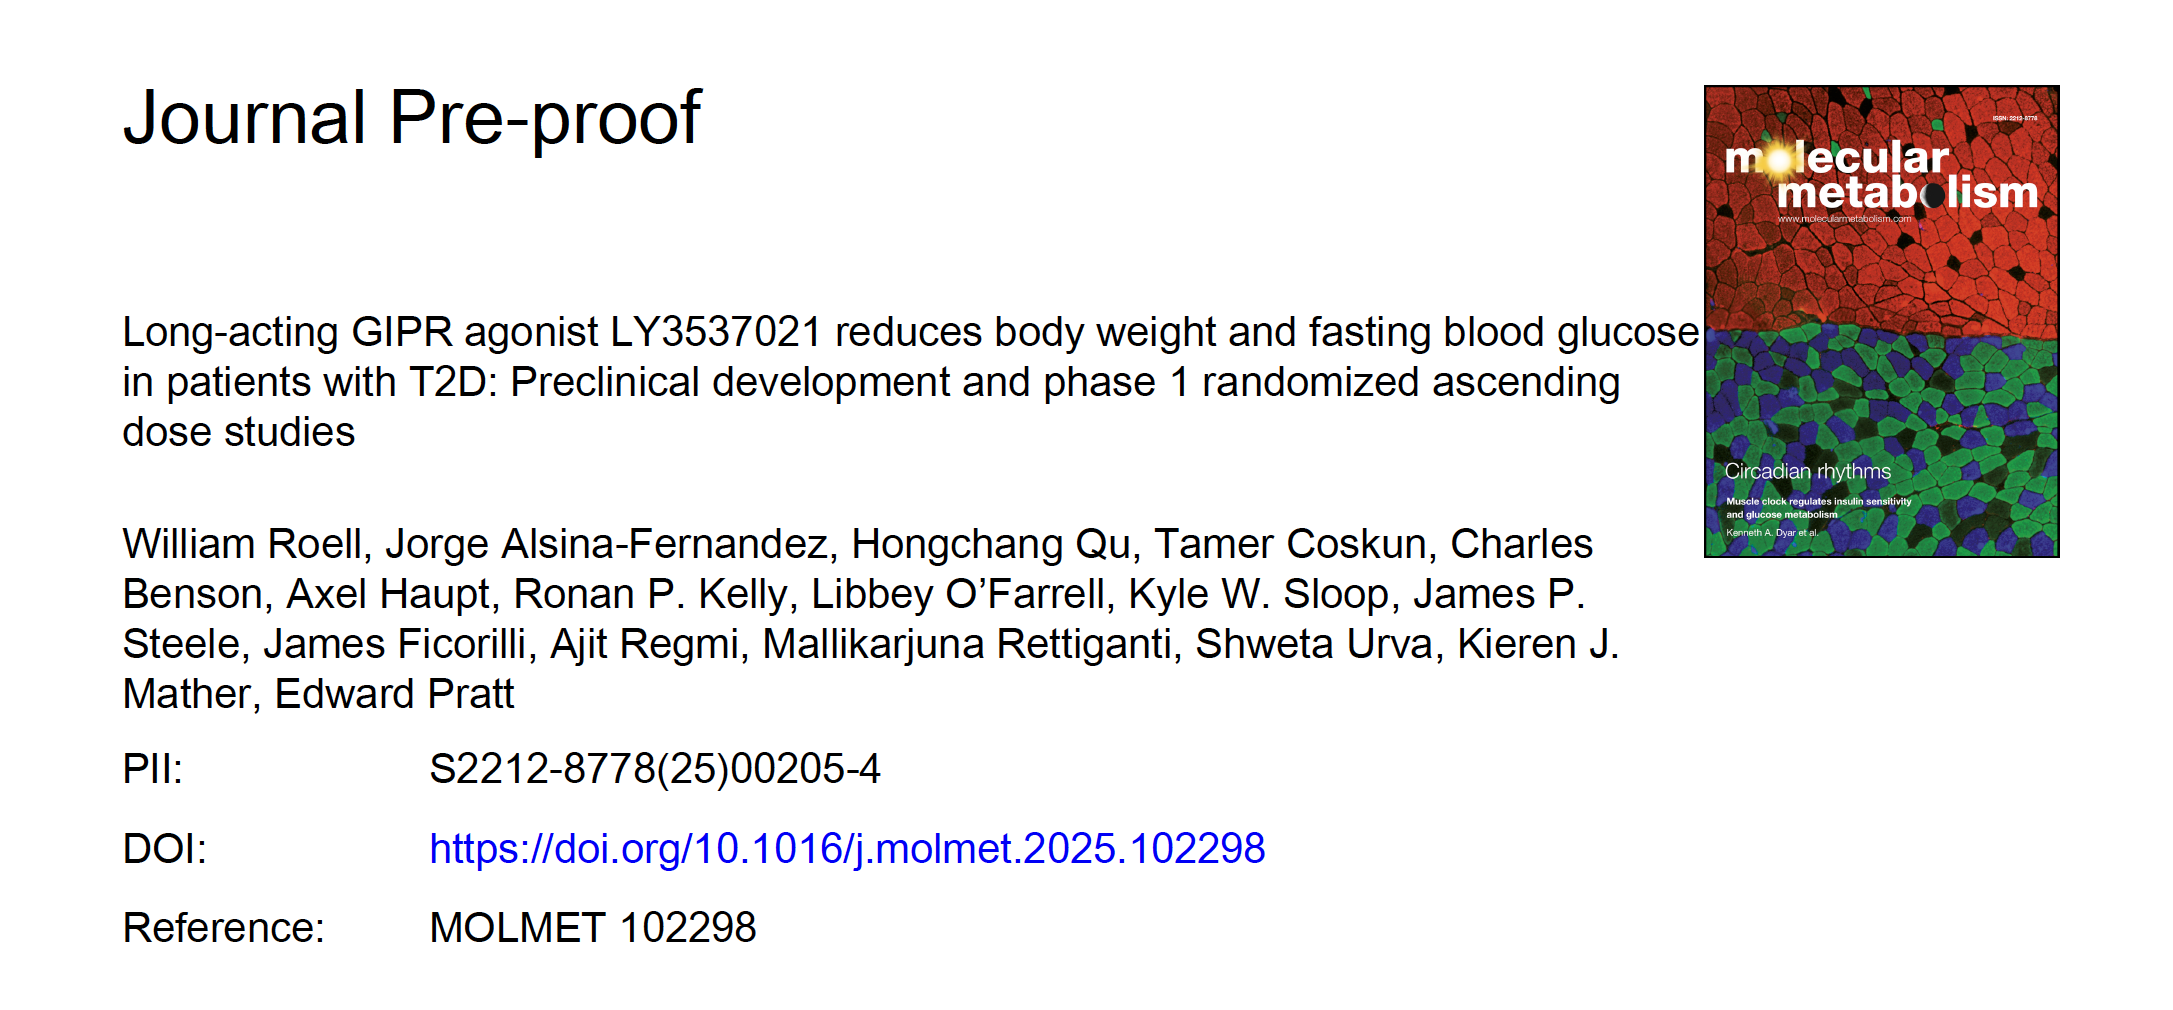 Journal Pre-proof
ISSN: 2212-8778
molecular
metabolism
www.molecularmetabolism.com
Long-acting GIPR agonist LY3537021 reduces body weight and fasting blood glucose
in patients with T2D: Preclinical development and phase 1 randomized ascending
dose studies
Circadian rhythms
Muscle clock regulates insulin sensitivity
and glucose metabolism
Kenneth A. Dyar et al.
William Roell, Jorge Alsina-Fernandez, Hongchang Qu, Tamer Coskun, Charles
Benson, Axel Haupt, Ronan P. Kelly, Libbey O’Farrell, Kyle W. Sloop, James P.
Steele, James Ficorilli, Ajit Regmi, Mallikarjuna Rettiganti, Shweta Urva, Kieren J.
Mather, Edward Pratt
PII: S2212-8778(25)00205-4
DOI: https://doi.org/10.1016/j.molmet.2025.102298
Reference: MOLMET 102298